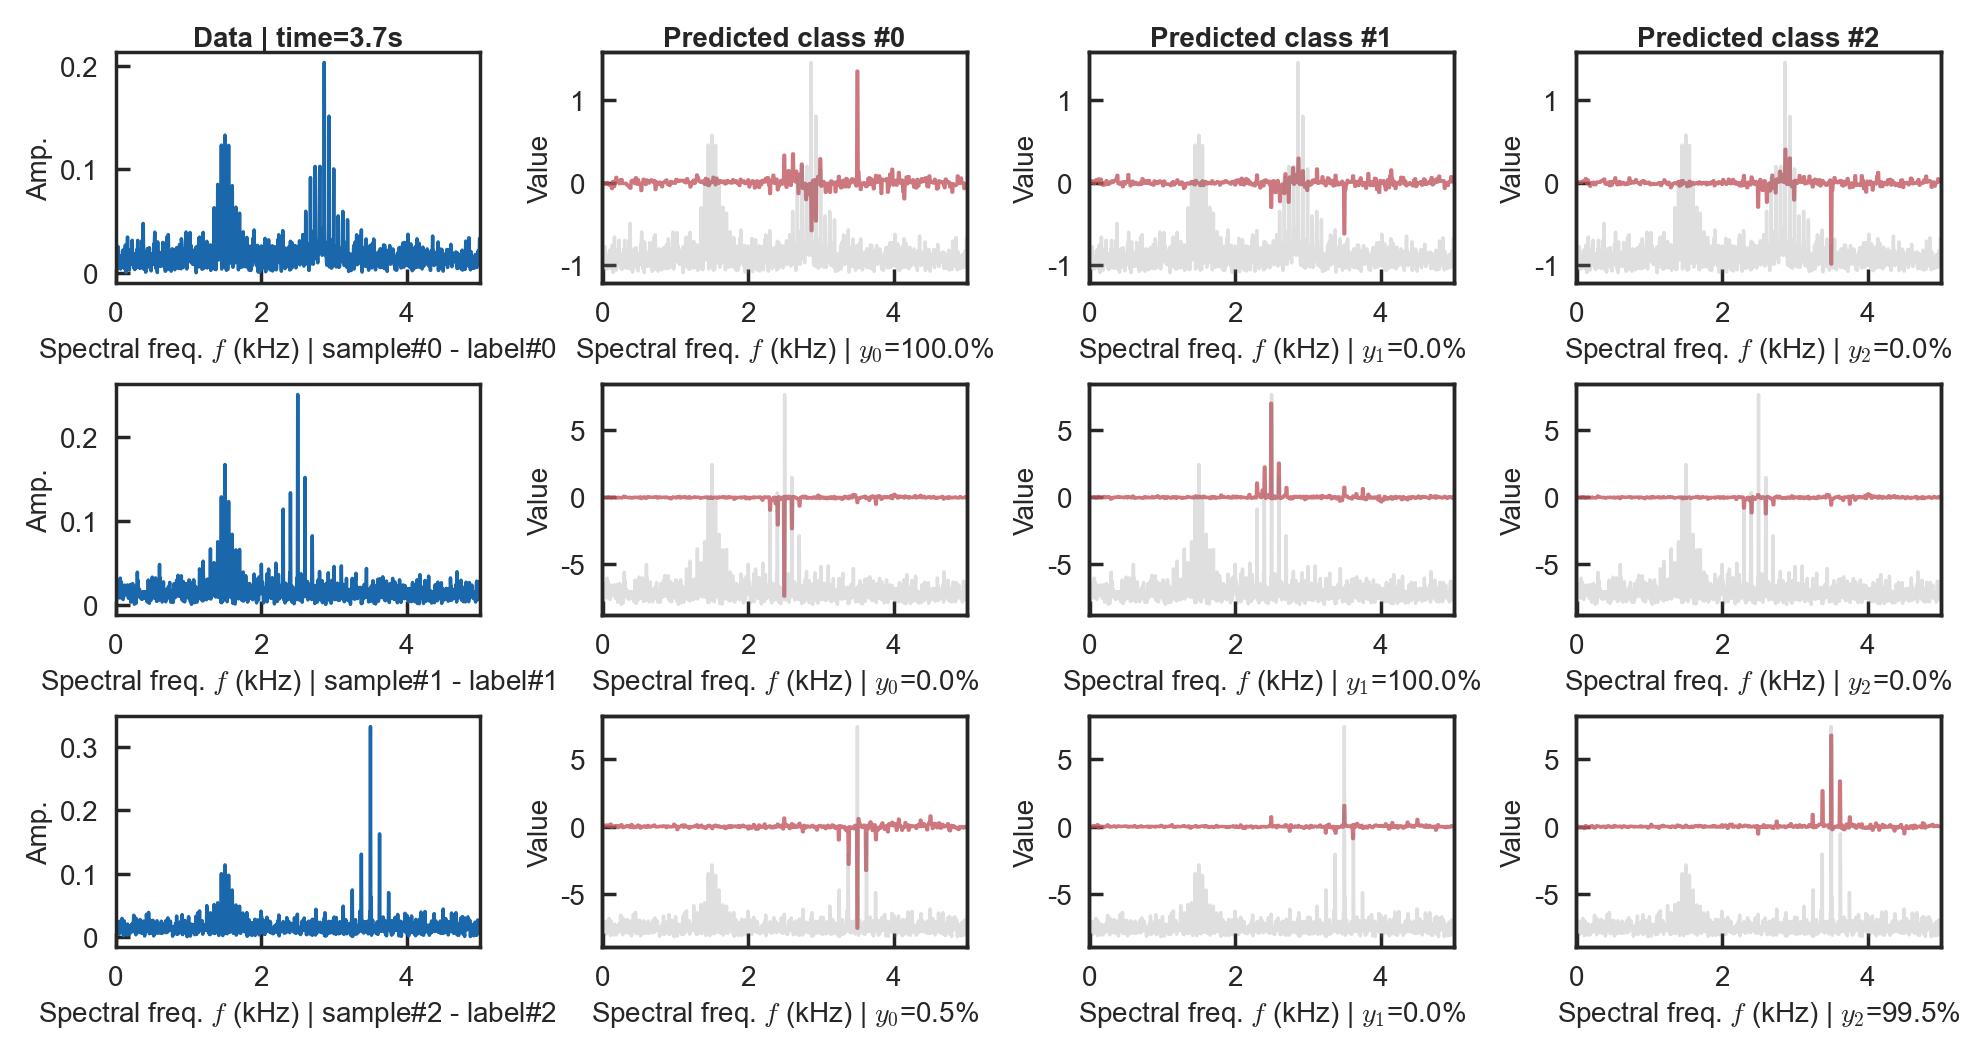 Data | time=3.7s
Predicted class #0
Predicted class #1
Predicted class #2
0.2
0.1
0
Amp.
0 2 4
Spectral freq. f (kHz) | sample#0 - label#0
1
0
-1
Value
0 2 4
Spectral freq. f (kHz) | y0=100.0%
1
0
-1
Value
0 2 4
Spectral freq. f (kHz) | y1=0.0%
1
0
-1
Value
0 2 4
Spectral freq. f (kHz) | y2=0.0%
0.2
0.1
0
Amp.
0 2 4
Spectral freq. f (kHz) | sample#1 - label#1
5
0
-5
Value
0 2 4
Spectral freq. f (kHz) | y0=0.0%
5
0
-5
Value
0 2 4
Spectral freq. f (kHz) | y1=100.0%
5
0
-5
Value
0 2 4
Spectral freq. f (kHz) | y2=0.0%
0.3
0.2
0.1
0
Amp.
0 2 4
Spectral freq. f (kHz) | sample#2 - label#2
5
0
-5
Value
0 2 4
Spectral freq. f (kHz) | y0=0.5%
5
0
-5
Value
0 2 4
Spectral freq. f (kHz) | y1=0.0%
5
0
-5
Value
0 2 4
Spectral freq. f (kHz) | y2=99.5%